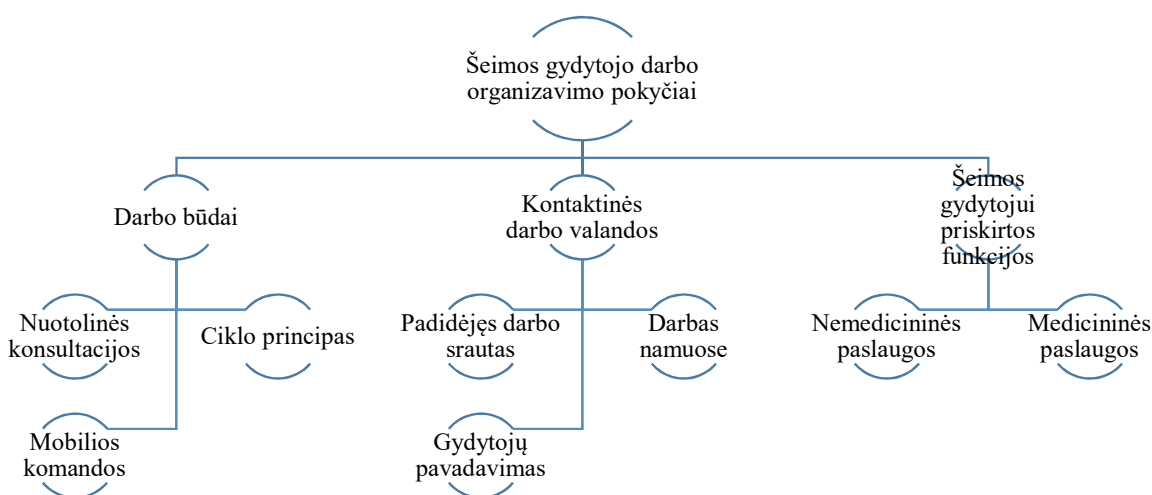 Šeimos gydytojo darbo
organizavimo pokyčiai
Darbo būdai
Kontaktinės
darbo valandos
Šeimos
gydytojui
priskirtos
funkcijos
Nuotolinės
konsultacijos
Ciklo principas
Padidėjęs darbo
srautas
Darbas
namuose
Nemedicininės
paslaugos
Medicininės
paslaugos
Mobilios
komandos
Gydytojų
pavadavimas